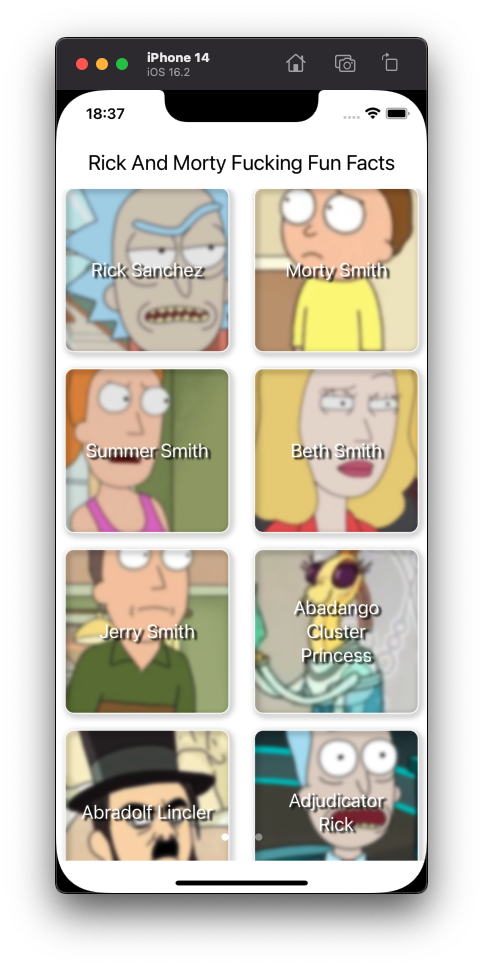 iPhone 14
iOS 16.2
18:37
Rick And Morty Fucking Fun Facts
Rick Sanchez
Morty Smith
Summer Smith
Beth Smith
Jerry Smith
Abadango
Cluster
Princess
Abradolf Lincler
Adjudicator
Rick